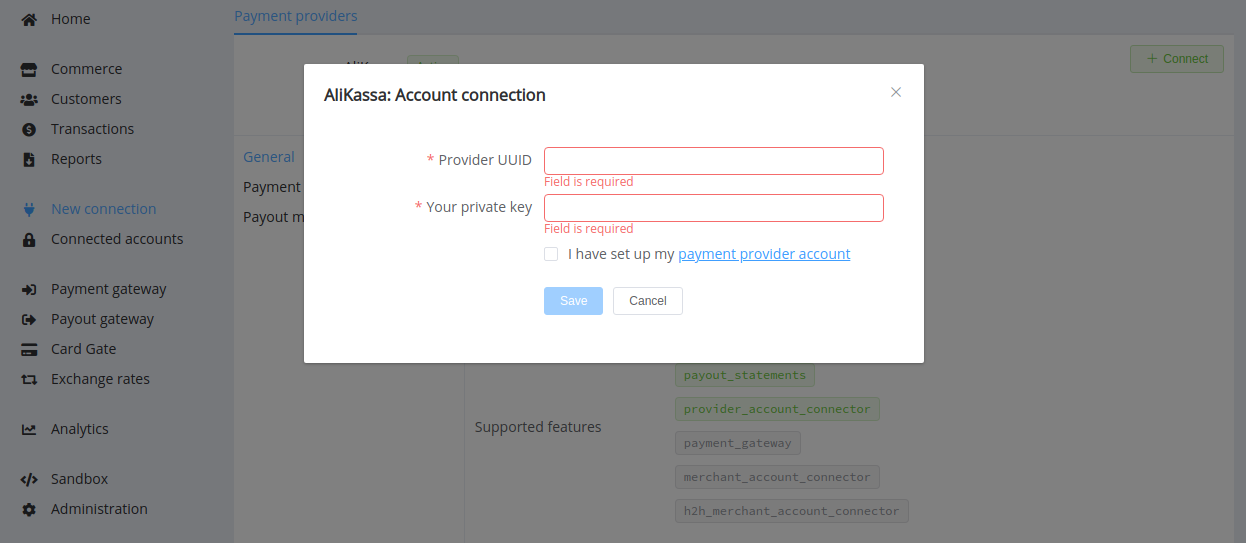 Home
Commerce
Customers
Transactions
Reports
New connection
Connected accounts
Payment gateway
Payout gateway
Card Gate
Exchange rates
Analytics
Sandbox
Administration
Payment providers
+ Connect
General
Payment
Payout m
AliKassa: Account connection
* Provider UUID
Field is required
* Your private key
Field is required
I have set up my payment provider account
Save
Cancel
Supported features
payout_statements
provider_account_connector
payment_gateway
merchant_account_connector
h2h_merchant_account_connector